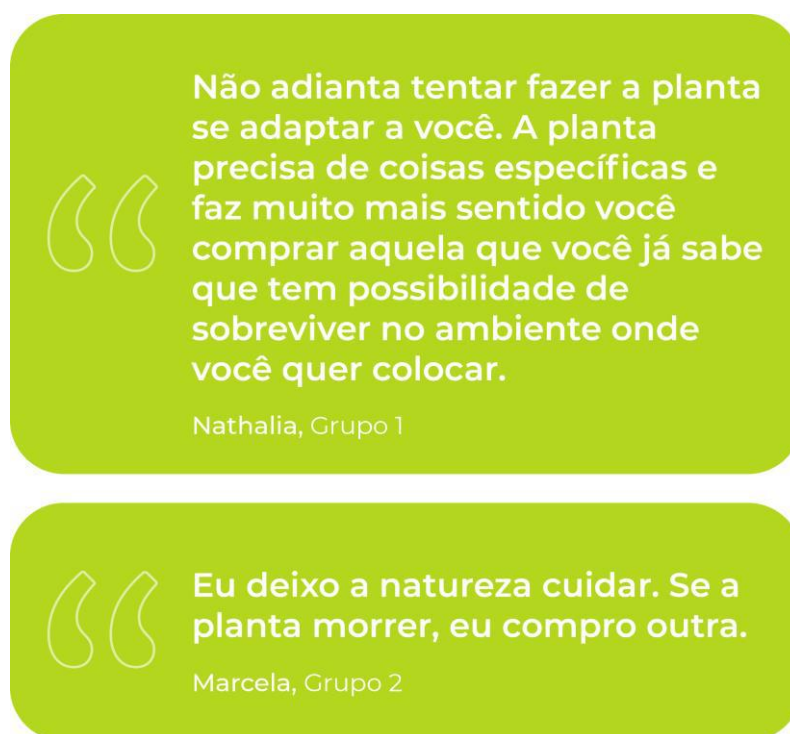 Não adianta tentar fazer a planta
se adaptar a você. A planta
precisa de coisas específicas e
faz muito mais sentido você
comprar aquela que você já sabe
que tem possibilidade de
sobreviver no ambiente onde
você quer colocar.
Nathalia, Grupo 1
Eu deixo a natureza cuidar. Se a
planta morrer, eu compro outra.
Marcela, Grupo 2